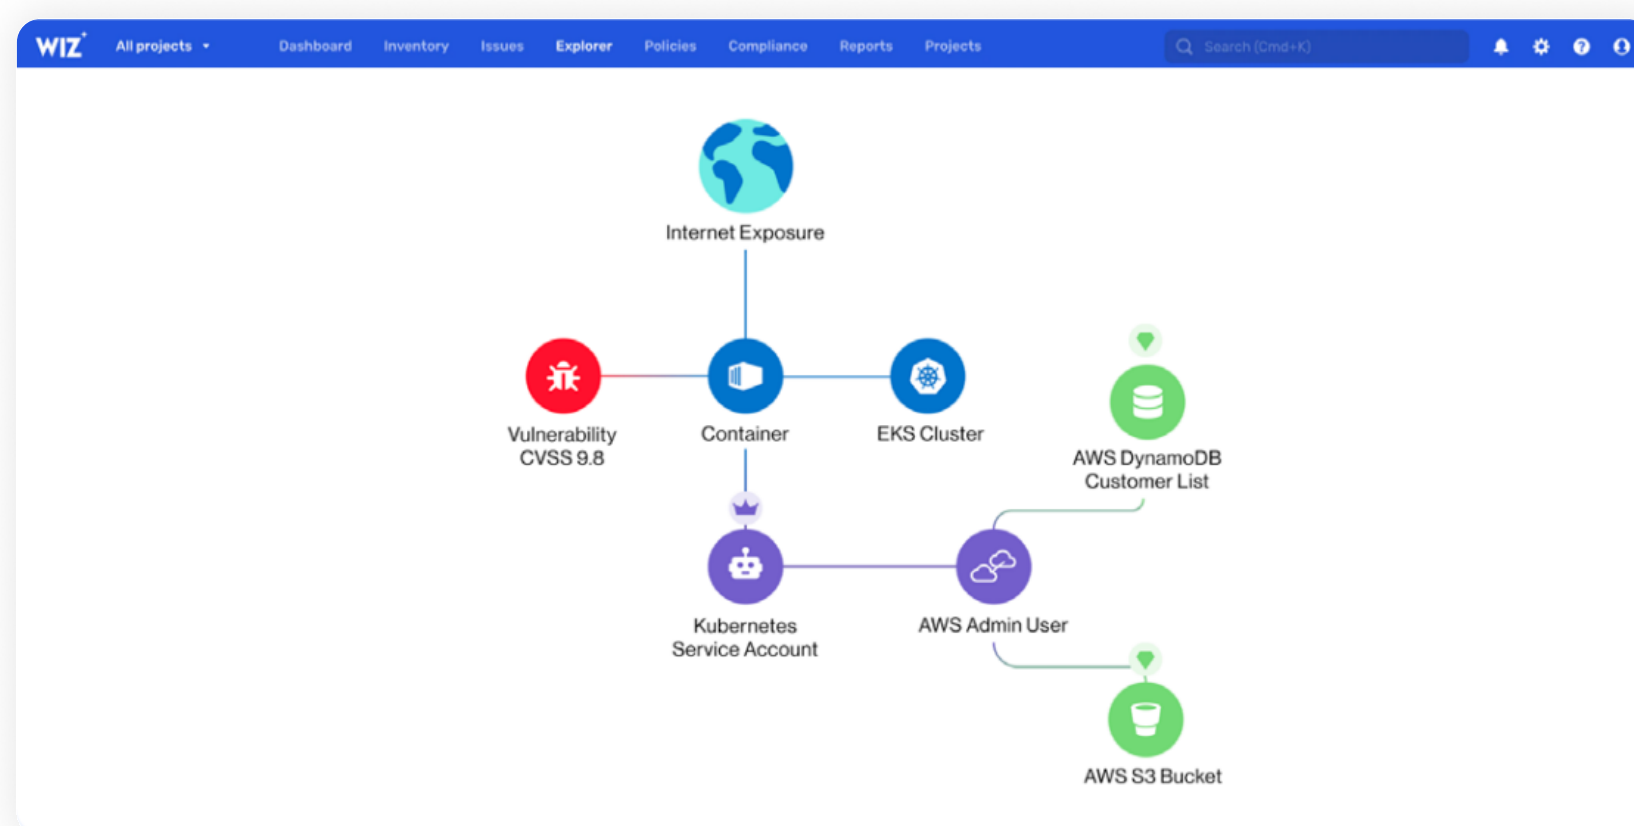 WIZ+ All projects Dashboard Inventory Issues Explorer Policies Compliance Reports Projects Search (Cmd+K)
Internet Exposure
Vulnerability
CVSS 9.8
Container
EKS Cluster
AWS DynamoDB
Customer List
Kubernetes
Service Account
AWS Admin User
AWS S3 Bucket